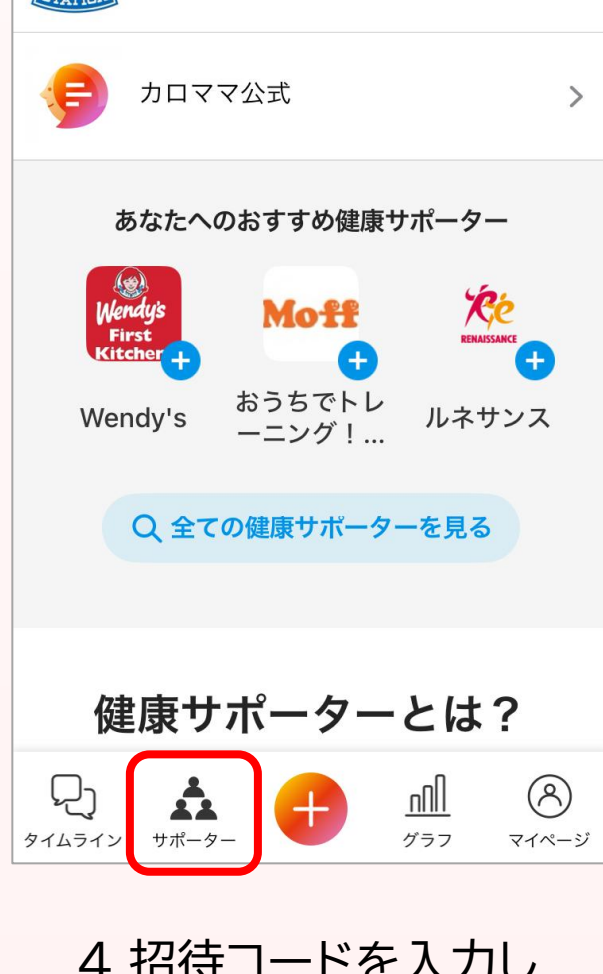 STATION
カロママ公式
あなたへのおすすめ健康サポーター
Wendy's
First
Kitchen
Moff
Ré
RENAISSANCE
Wendy's
おうちでトレ
ーニング！...
ルネサンス
全ての健康サポーターを見る
健康サポーターとは？
タイムライン
サポーター
グラフ
マイページ
4 招待コードを入力し